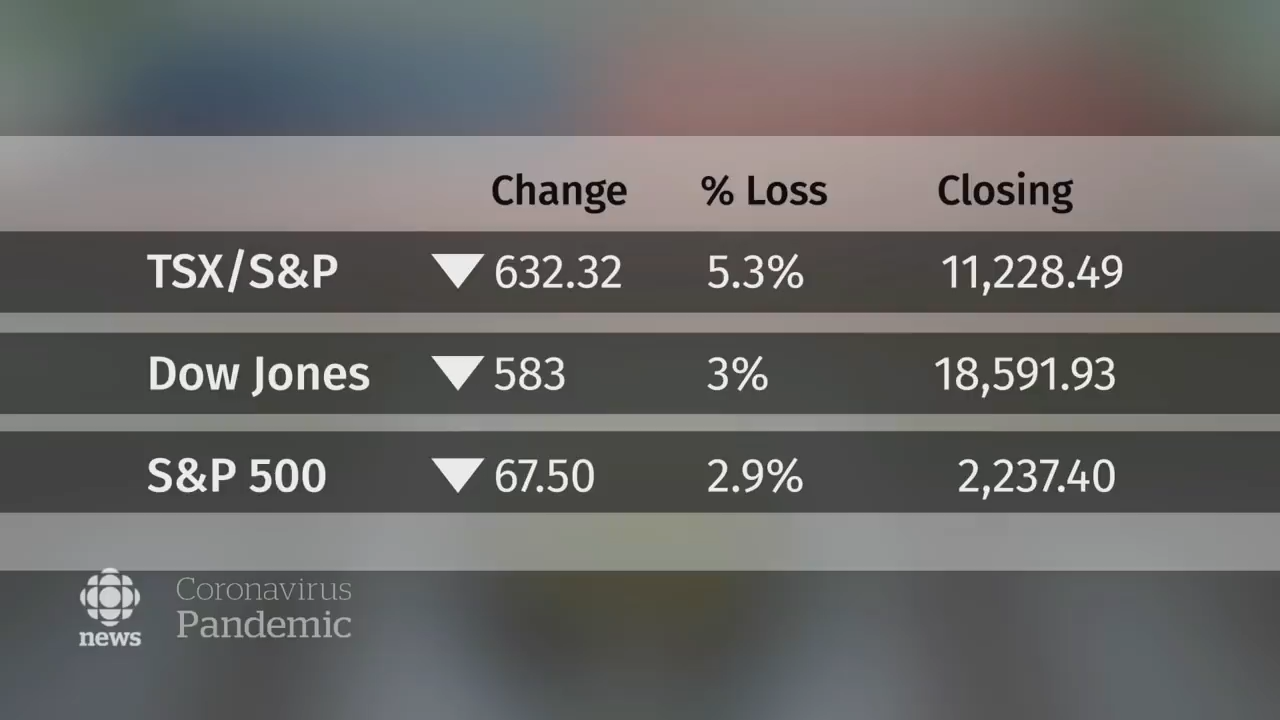 Change % Loss Closing
TSX/S&P ▼ 632.32 5.3% 11,228.49
Dow Jones ▼ 583 3% 18,591.93
S&P 500 ▼ 67.50 2.9% 2,237.40
news
Coronavirus
Pandemic